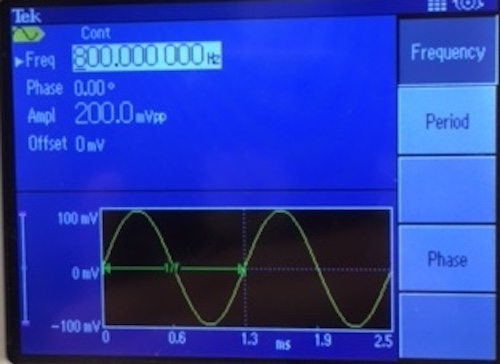 Tek
Cont
Freq 800.000 000 Hz
Phase 0.00 °
Ampl 200.0 mVpp
Offset 0 mV
Frequency
Period
Phase
100 mV
0 mV
-100 mV
1/f
0 0.6 1.3 ms 1.9 2.5